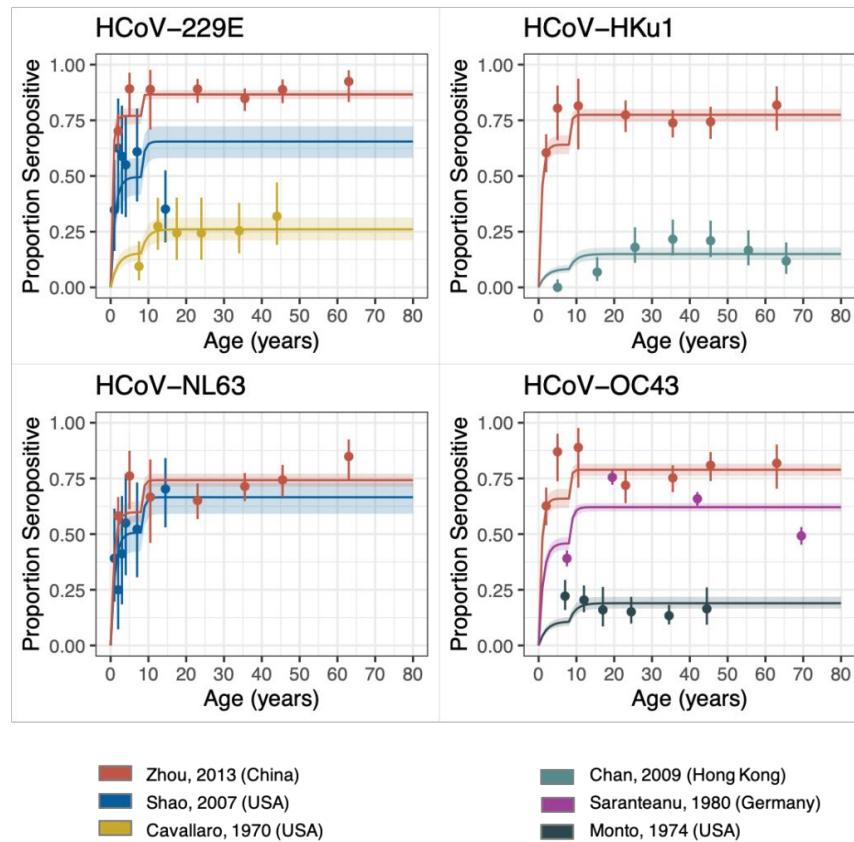 HCoV−229E
Proportion Seropositive
1.00
0.75
0.50
0.25
0.00
0 10 20 30 40 50 60 70 80
Age (years)
HCoV−HKu1
Proportion Seropositive
1.00
0.75
0.50
0.25
0.00
0 10 20 30 40 50 60 70 80
Age (years)
HCoV−NL63
Proportion Seropositive
1.00
0.75
0.50
0.25
0.00
0 10 20 30 40 50 60 70 80
Age (years)
HCoV−OC43
Proportion Seropositive
1.00
0.75
0.50
0.25
0.00
0 10 20 30 40 50 60 70 80
Age (years)
Zhou, 2013 (China)
Shao, 2007 (USA)
Cavallaro, 1970 (USA)
Chan, 2009 (Hong Kong)
Saranteanu, 1980 (Germany)
Monto, 1974 (USA)